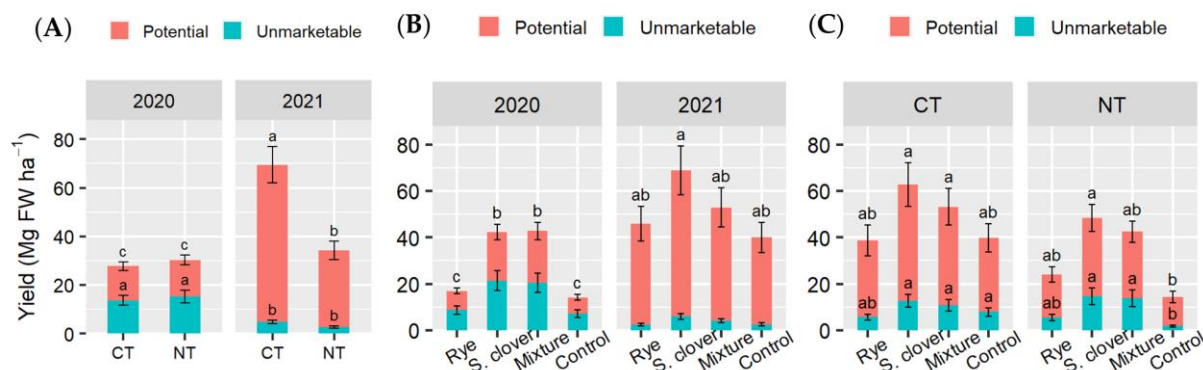 (A) Potential Unmarketable
2020 2021
Yield (Mg FW ha⁻¹)
80
60
40
20
0
c a c a a b b b
CT NT CT NT
(B) Potential Unmarketable
2020 2021
80
60
40
20
0
c b b c ab a ab ab
Rye S. clover Mixture Control Rye S. clover Mixture Control
(C) Potential Unmarketable
CT NT
80
60
40
20
0
ab a a ab ab a ab b
ab a a a ab a a b
Rye S. clover Mixture Control Rye S. clover Mixture Control